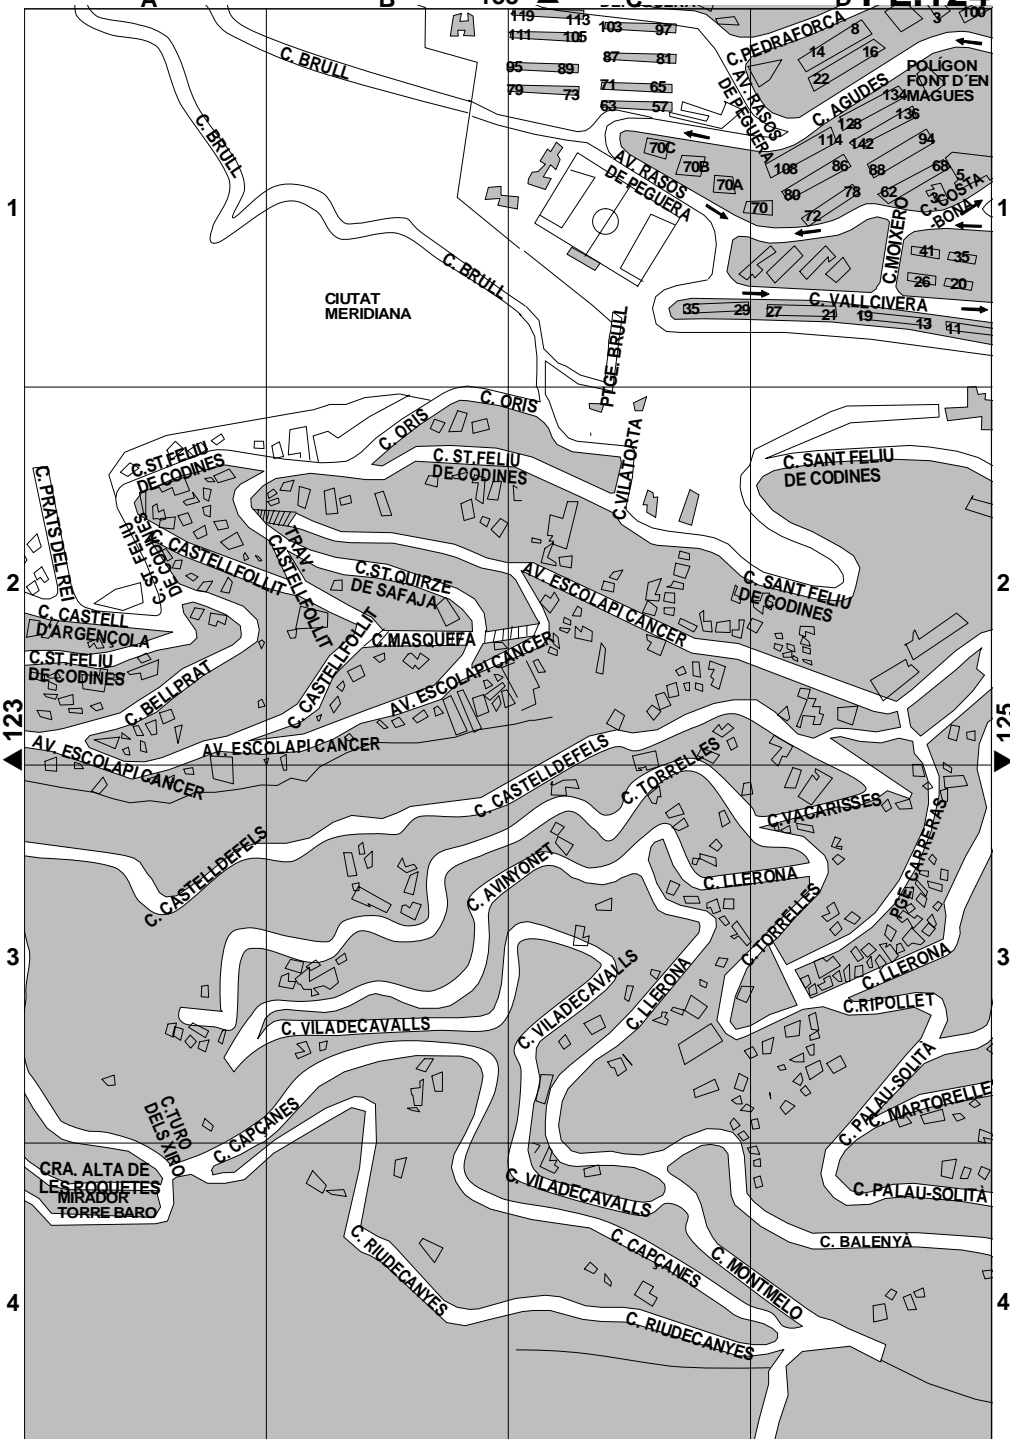 A
B
C
D
119
113
103
97
111
105
95
89
87
81
79
73
71
65
63
57
C. BRULL
C. BRULL
C. PEDRAFORCA
8
3
100
14
16
22
AV. RASOS
DE PEGUERA
C. AGUDES
POLÍGON
FONT D'EN
MAGUES
134
136
128
114
142
94
108
86
88
68
5
80
78
62
3
72
70C
70B
70A
70
AV. RASOS
DE PEGUERA
C. COSTA
-BONA
C.MOIXERO
41
35
26
20
1
1
C. BRULL
CIUTAT
MERIDIANA
PTGE. BRULL
C. VALLCIVERA
35
29
27
21
19
13
11
C. ORIS
C. ORIS
C.ST.FELIU
DE CODINES
C. ST.FELIU
DE CODINES
C.VILATORTA
C. SANT FELIU
DE CODINES
C. PRATS DEL REI
C. ST. FELIU
DE CODINES
C. CASTELLFOLLIT
TRAV.
CASTELLFOLLIT
C.ST.QUIRZE
DE SAFAJA
AV. ESCOLAPI CANCER
C. SANT FELIU
DE CODINES
2
2
C. CASTELL
D'ARGENÇOLA
C.ST.FELIU
DE CODINES
C. BELLPRAT
C. CASTELLFOLLIT
C.MASQUEFA
AV. ESCOLAPI CANCER
AV. ESCOLAPI CANCER
AV. ESCOLAPI CANCER
123
125
C. CASTELLDEFELS
C. TORRELLES
C.VACARISSES
C. CASTELLDEFELS
C. AVINYONET
C. LLERONA
PGE. CARRERAS
C. TORRELLES
3
3
C. VILADECAVALLS
C. VILADECAVALLS
C. LLERONA
C. LLERONA
C.RIPOLLET
C. PALAU-SOLITÀ
C. MARTORELLE
C.TURO
DELS XIRO
C. CAPÇANES
CRA. ALTA DE
LES ROQUETES
MIRADOR
TORRE BARO
C. VILADECAVALLS
C. PALAU-SOLITÀ
C. BALENYÀ
C. RIUDECANYES
C. CAPÇANES
C. MONTMELO
C. RIUDECANYES
4
4